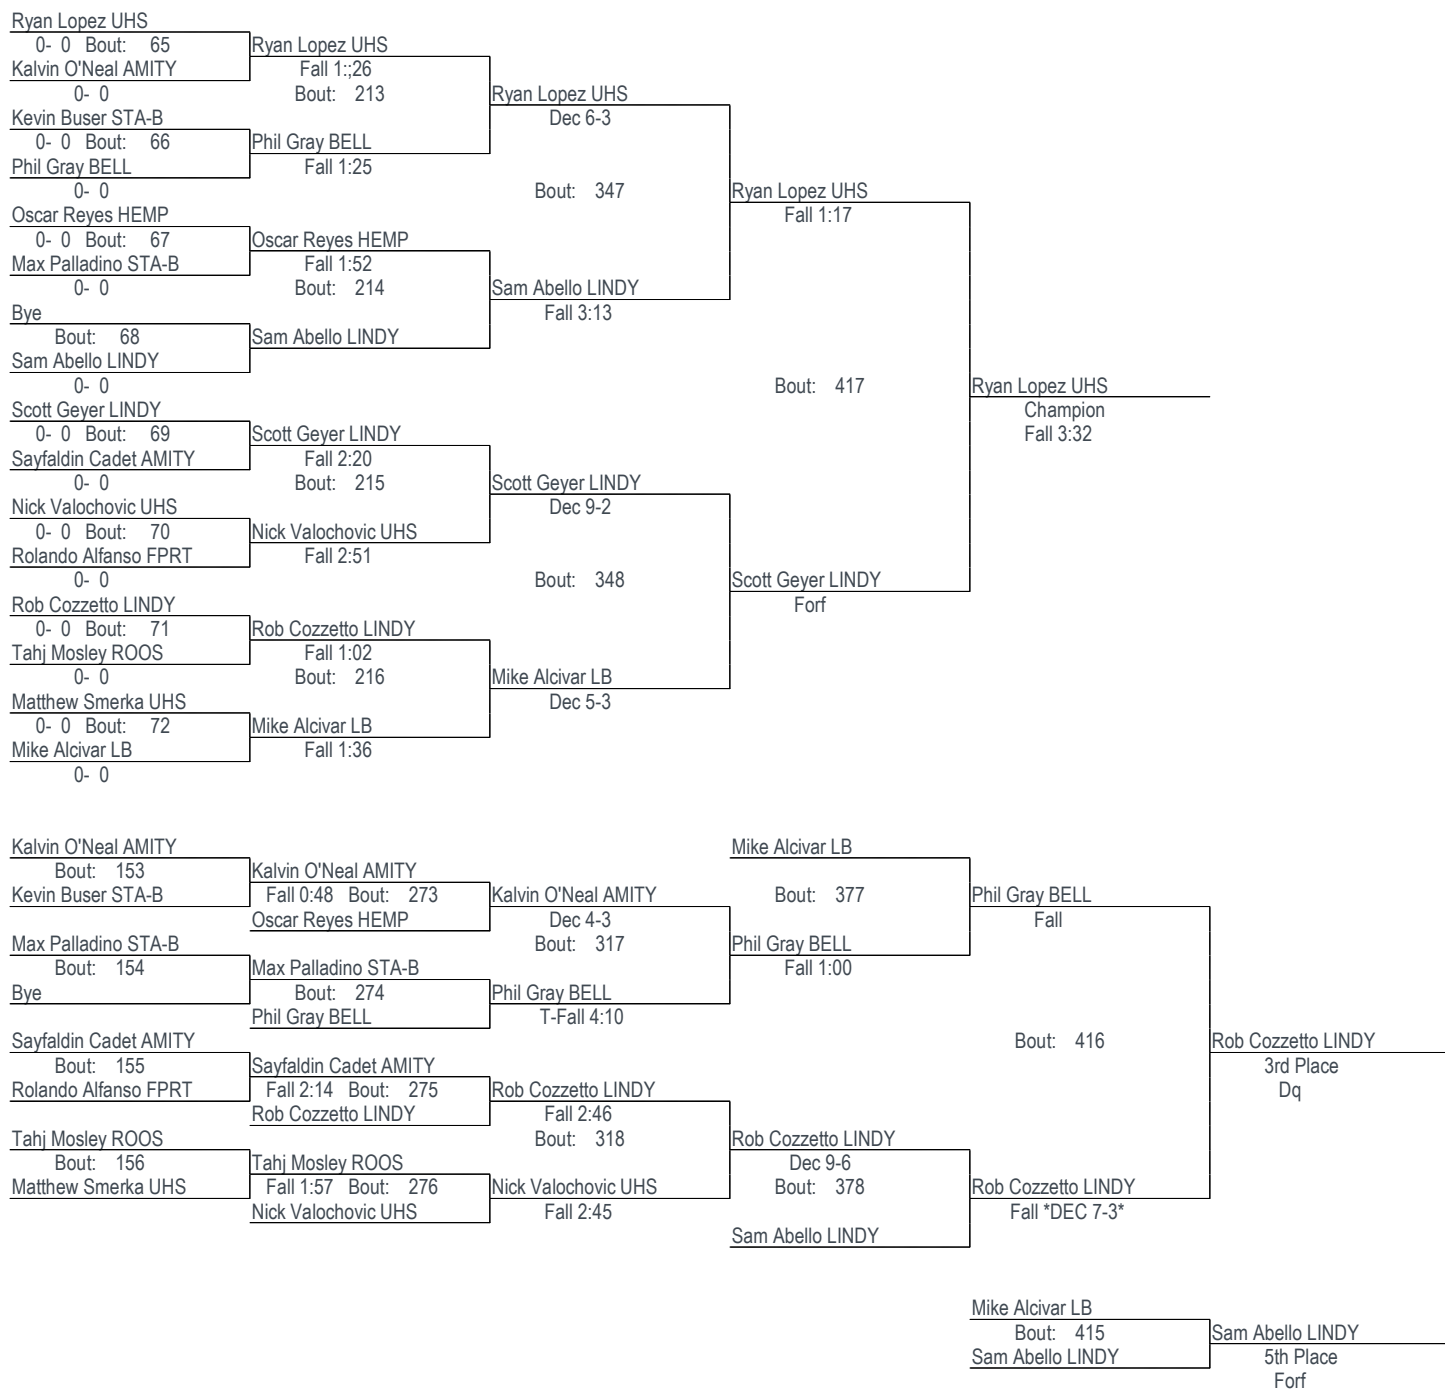 Ryan Lopez UHS
0- 0 Bout: 65 Ryan Lopez UHS
Kalvin O'Neal AMITY Fall 1:;26
0- 0 Bout: 213 Ryan Lopez UHS
Kevin Buser STA-B Dec 6-3
0- 0 Bout: 66 Phil Gray BELL
Phil Gray BELL Fall 1:25
0- 0 Bout: 347 Ryan Lopez UHS
Oscar Reyes HEMP Fall 1:17
0- 0 Bout: 67 Oscar Reyes HEMP
Max Palladino STA-B Fall 1:52
0- 0 Bout: 214 Sam Abello LINDY
Bye Fall 3:13
Bout: 68 Sam Abello LINDY
Sam Abello LINDY
0- 0 Bout: 417 Ryan Lopez UHS
Scott Geyer LINDY Champion
0- 0 Bout: 69 Scott Geyer LINDY Fall 3:32
Sayfaldin Cadet AMITY Fall 2:20
0- 0 Bout: 215 Scott Geyer LINDY
Nick Valochovic UHS Dec 9-2
0- 0 Bout: 70 Nick Valochovic UHS
Rolando Alfanso FPRT Fall 2:51
0- 0 Bout: 348 Scott Geyer LINDY
Rob Cozzetto LINDY Forf
0- 0 Bout: 71 Rob Cozzetto LINDY
Tahj Mosley ROOS Fall 1:02
0- 0 Bout: 216 Mike Alcivar LB
Matthew Smerka UHS Dec 5-3
0- 0 Bout: 72 Mike Alcivar LB
Mike Alcivar LB Fall 1:36
0- 0
Kalvin O'Neal AMITY Mike Alcivar LB
Bout: 153 Kalvin O'Neal AMITY
Kevin Buser STA-B Fall 0:48 Bout: 273 Kalvin O'Neal AMITY Bout: 377 Phil Gray BELL
Oscar Reyes HEMP Dec 4-3 Fall
Max Palladino STA-B Bout: 317 Phil Gray BELL
Bout: 154 Max Palladino STA-B Fall 1:00
Bye Bout: 274 Phil Gray BELL
Phil Gray BELL T-Fall 4:10
Sayfaldin Cadet AMITY Bout: 416 Rob Cozzetto LINDY
Bout: 155 Sayfaldin Cadet AMITY 3rd Place
Rolando Alfanso FPRT Fall 2:14 Bout: 275 Rob Cozzetto LINDY Dq
Rob Cozzetto LINDY Fall 2:46
Tahj Mosley ROOS Bout: 318 Rob Cozzetto LINDY
Bout: 156 Tahj Mosley ROOS Dec 9-6
Matthew Smerka UHS Fall 1:57 Bout: 276 Nick Valochovic UHS Bout: 378 Rob Cozzetto LINDY
Nick Valochovic UHS Fall 2:45 Fall *DEC 7-3*
Sam Abello LINDY
Mike Alcivar LB
Bout: 415 Sam Abello LINDY
Sam Abello LINDY 5th Place
Forf